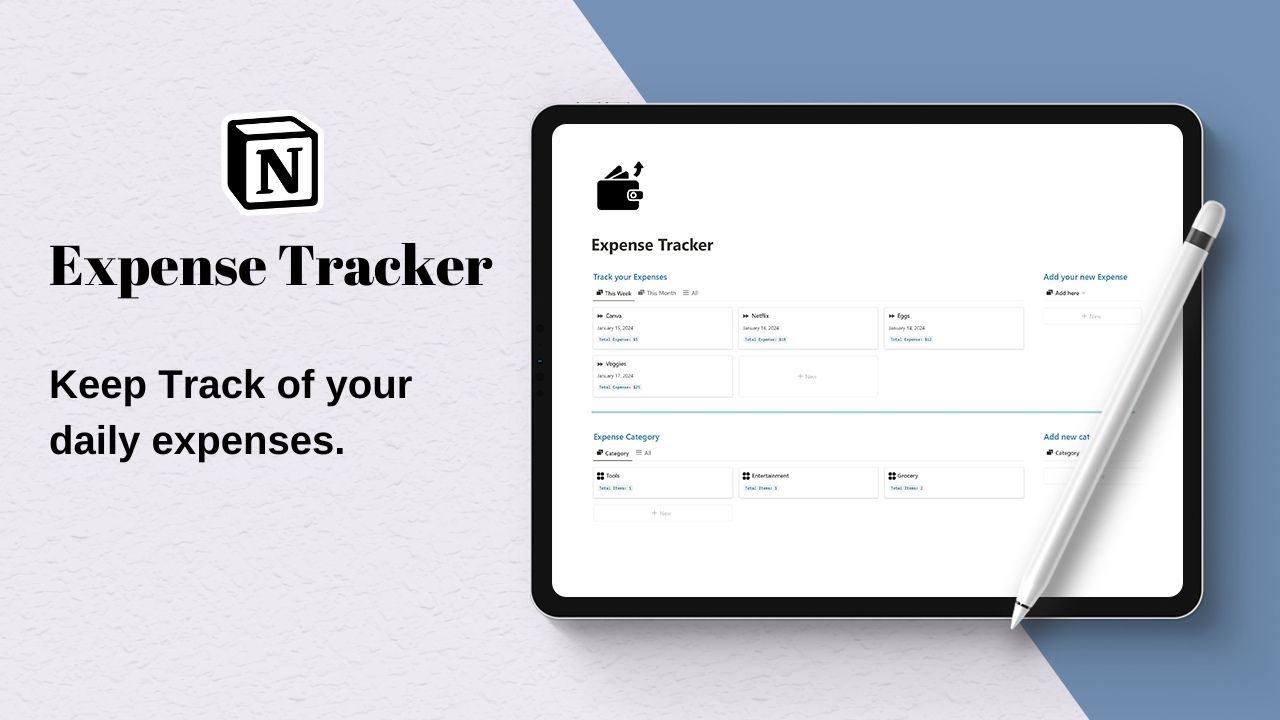 N
Expense Tracker
Keep Track of your
daily expenses.
Expense Tracker
Track your Expenses
This Week This Month All
Canva
January 15, 2024
Total Expense: $5
Netflix
January 16, 2024
Total Expense: $18
Eggs
January 18, 2024
Total Expense: $12
Veggies
January 17, 2024
Total Expense: $25
+ New
Add your new Expense
Add here
+ New
Expense Category
Category All
Tools
Total Items: 1
Entertainment
Total Items: 1
Grocery
Total Items: 2
+ New
Add new cat
Category